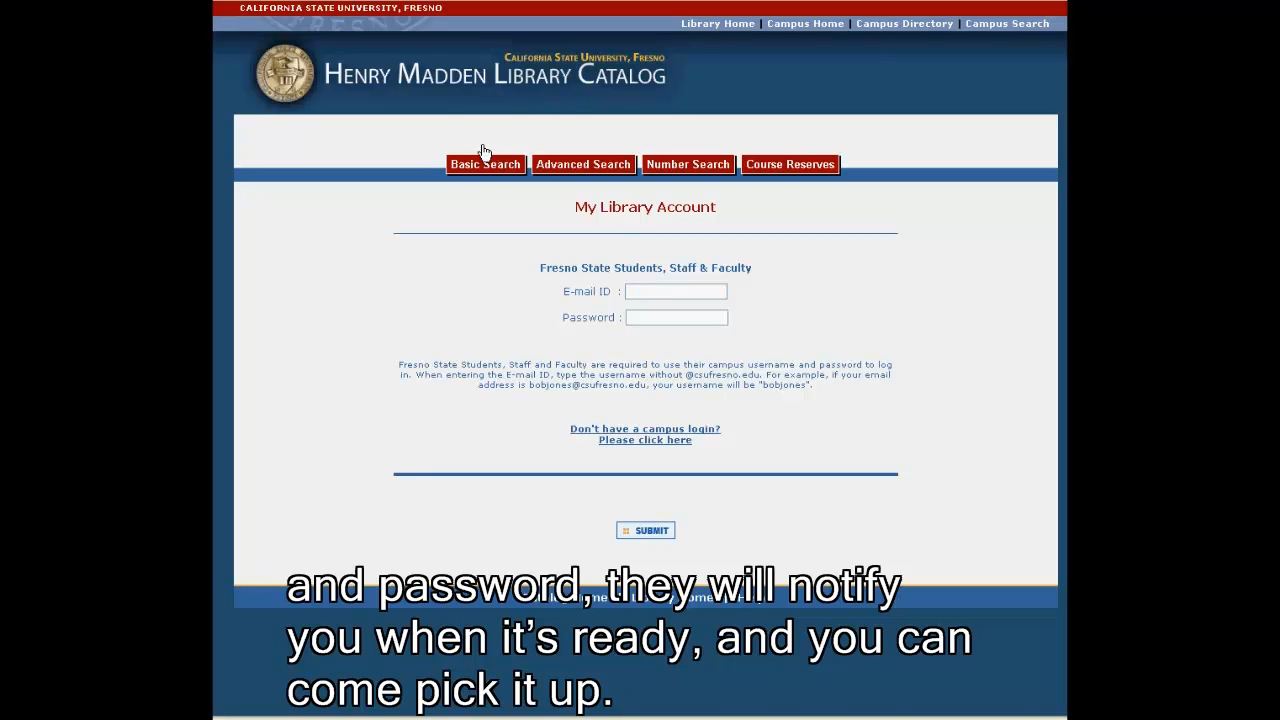 CALIFORNIA STATE UNIVERSITY, FRESNO
Library Home | Campus Home | Campus Directory | Campus Search
CALIFORNIA STATE UNIVERSITY, FRESNO
HENRY MADDEN LIBRARY CATALOG
Basic Search Advanced Search Number Search Course Reserves
My Library Account
Fresno State Students, Staff & Faculty
E-mail ID :
Password :
Fresno State Students, Staff and Faculty are required to use their campus username and password to log
in. When entering the E-mail ID, type the username without @csufresno.edu. For example, if your email
address is bobjones@csufresno.edu, your username will be "bobjones".
Don't have a campus login?
Please click here
SUBMIT
and password, they will notify
you when it's ready, and you can
come pick it up.